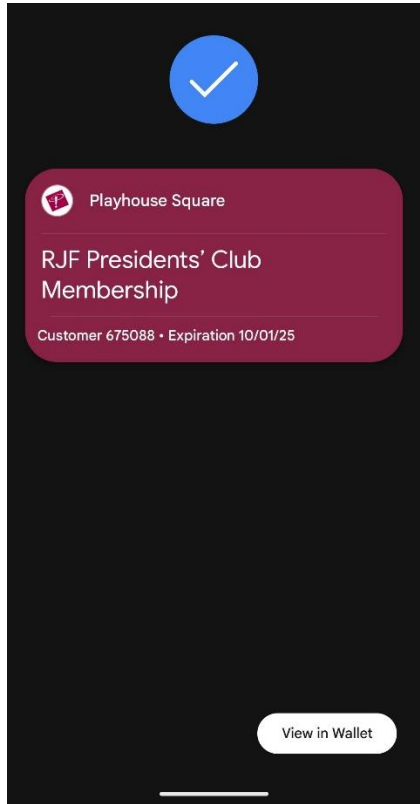 Playhouse Square
RJF Presidents’ Club
Membership
Customer 675088 • Expiration 10/01/25
View in Wallet